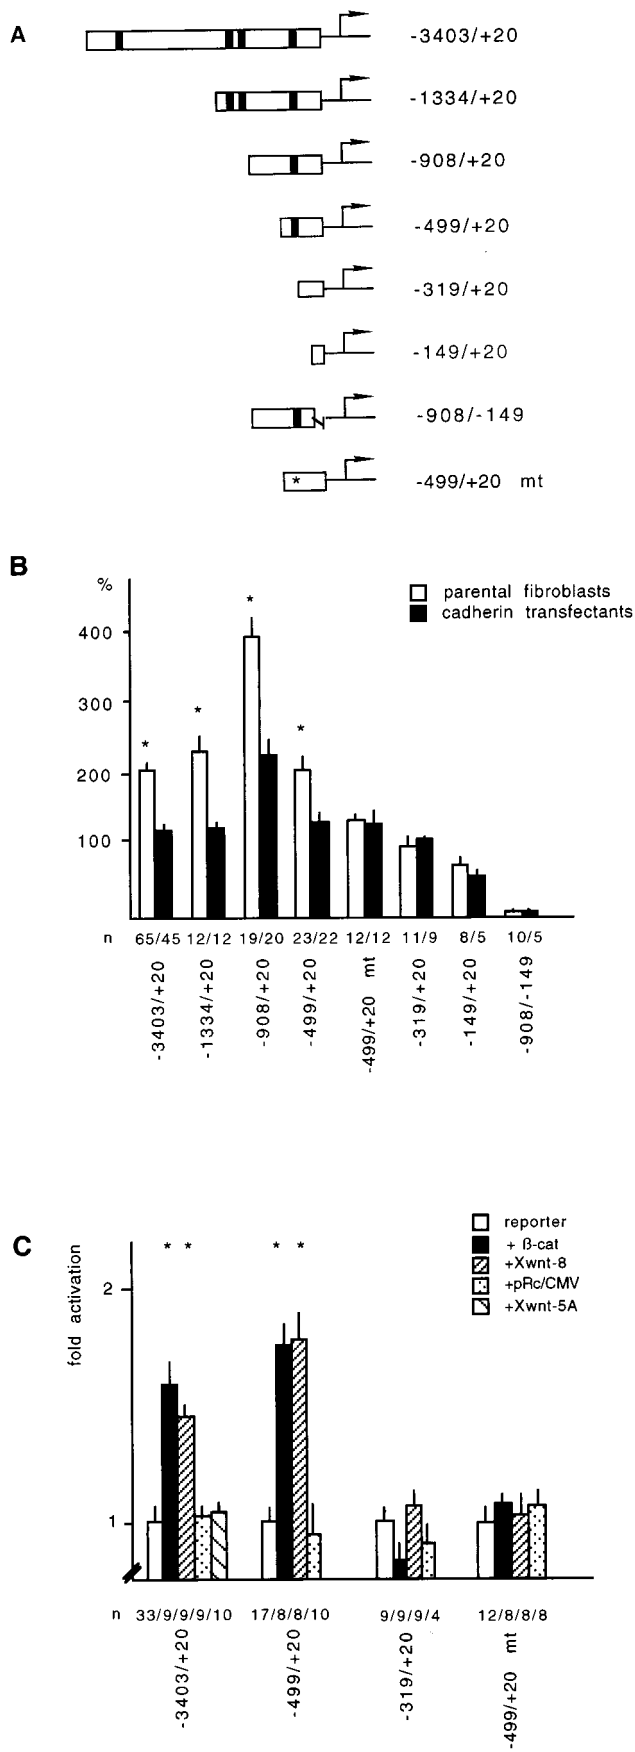 A
-3403/+20
-1334/+20
-908/+20
-499/+20
-319/+20
-149/+20
-908/-149
*
-499/+20 mt
B
%
parental fibroblasts
cadherin transfectants
400
300
200
100
* * * *
n 65/45 12/12 19/20 23/22 12/12 11/9 8/5 10/5
-3403/+20
-1334/+20
-908/+20
-499/+20
-499/+20 mt
-319/+20
-149/+20
-908/-149
C
reporter
+ ß-cat
+Xwnt-8
+pRc/CMV
+Xwnt-5A
fold activation
* * * *
2
1
n 33/9/9/9/10 17/8/8/10 9/9/9/4 12/8/8/8
-3403/+20
-499/+20
-319/+20
-499/+20 mt